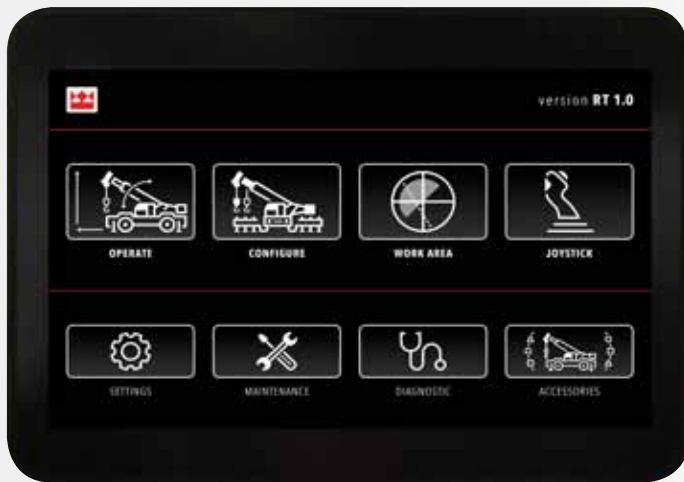 version RT 1.0
OPERATE
CONFIGURE
WORK AREA
JOYSTICK
SETTINGS
MAINTENANCE
DIAGNOSTIC
ACCESSORIES